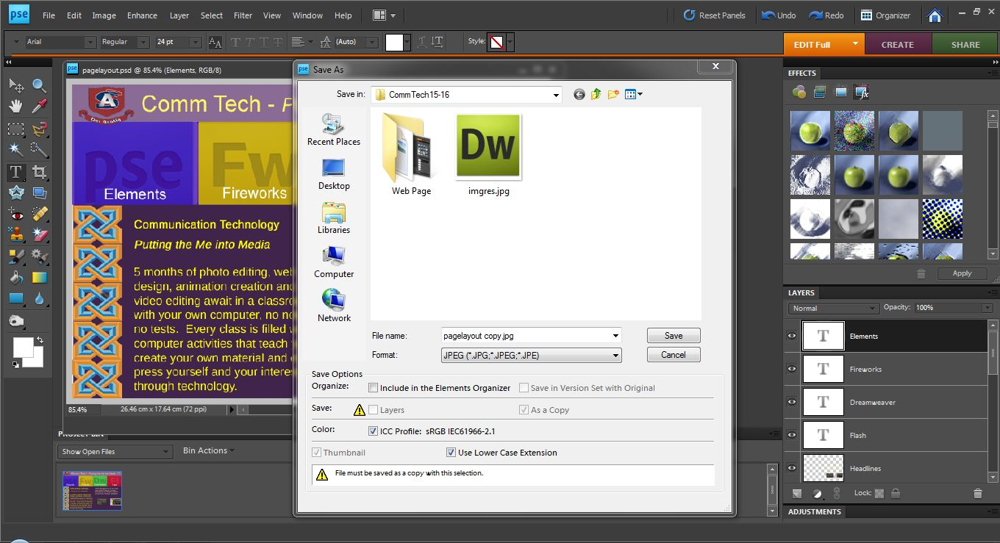 pse File Edit Image Enhance Layer Select Filter View Window Help Reset Panels Undo Redo Organizer
Arial Regular 24 pt (Auto) Style: EDIT Full CREATE SHARE
pse pagelayout.psd @ 85.4% (Elements, RGB/8)
Comm Tech - P
A
Dei Gratia
pse
Elements
Fw
Fireworks
Communication Technology
Putting the Me into Media
5 months of photo editing, web
design, animation creation and
video editing await in a classro
with your own computer, no no
no tests. Every class is filled
computer activities that teach
create your own material and
press yourself and your interes
through technology.
85.4% 26.46 cm x 17.64 cm (72 ppi)
PROJECT BIN
Show Open Files Bin Actions
pse Save As
Save in: CommTech15-16
Recent Places
Desktop
Libraries
Computer
Network
Web Page
Dw
imgres.jpg
File name: pagelayout copy.jpg Save
Format: JPEG (*.JPG;*.JPEG;*.JPE) Cancel
Save Options
Organize: Include in the Elements Organizer Save in Version Set with Original
Save: Layers As a Copy
Color: ICC Profile: sRGB IEC61966-2.1
Thumbnail Use Lower Case Extension
File must be saved as a copy with this selection.
EFFECTS
Apply
LAYERS
Normal Opacity: 100%
T Elements
T Fireworks
T Dreamweaver
T Flash
Headlines
Lock:
ADJUSTMENTS